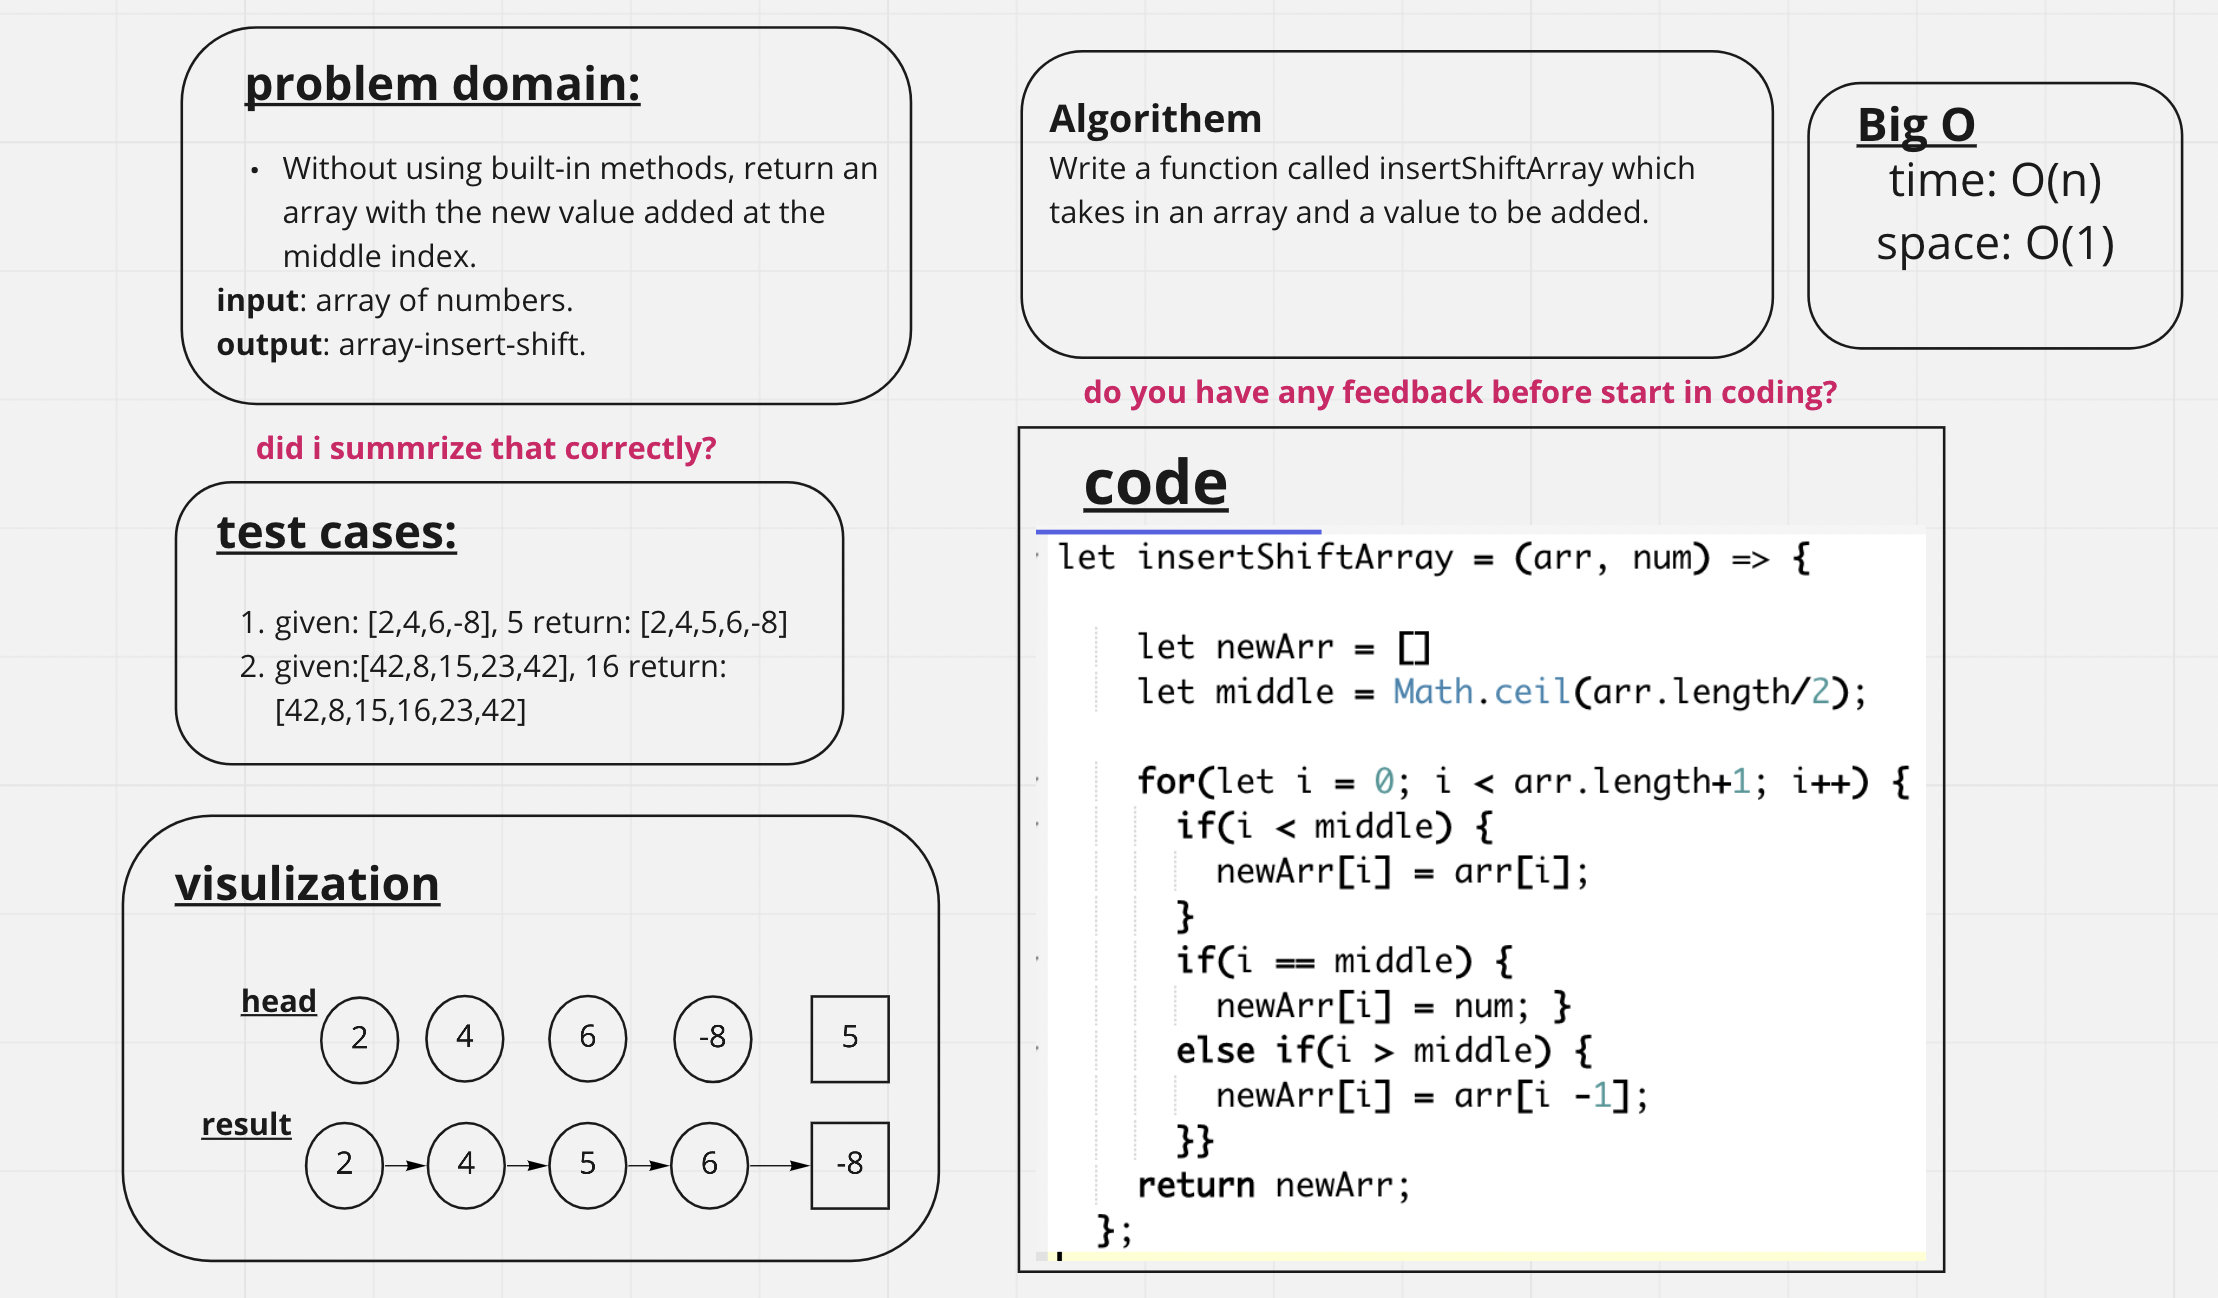 problem domain:
• Without using built-in methods, return an
array with the new value added at the
middle index.
input: array of numbers.
output: array-insert-shift.
did i summrize that correctly?
test cases:
1. given: [2,4,6,-8], 5 return: [2,4,5,6,-8]
2. given:[42,8,15,23,42], 16 return:
[42,8,15,16,23,42]
visulization
head
2 4 6 -8 5
result
2 4 5 6 -8
Algorithem
Write a function called insertShiftArray which
takes in an array and a value to be added.
Big O
time: O(n)
space: O(1)
do you have any feedback before start in coding?
code
let insertShiftArray = (arr, num) => {
let newArr = []
let middle = Math.ceil(arr.length/2);
for(let i = 0; i < arr.length+1; i++) {
if(i < middle) {
newArr[i] = arr[i];
}
if(i == middle) {
newArr[i] = num; }
else if(i > middle) {
newArr[i] = arr[i -1];
}}
return newArr;
};